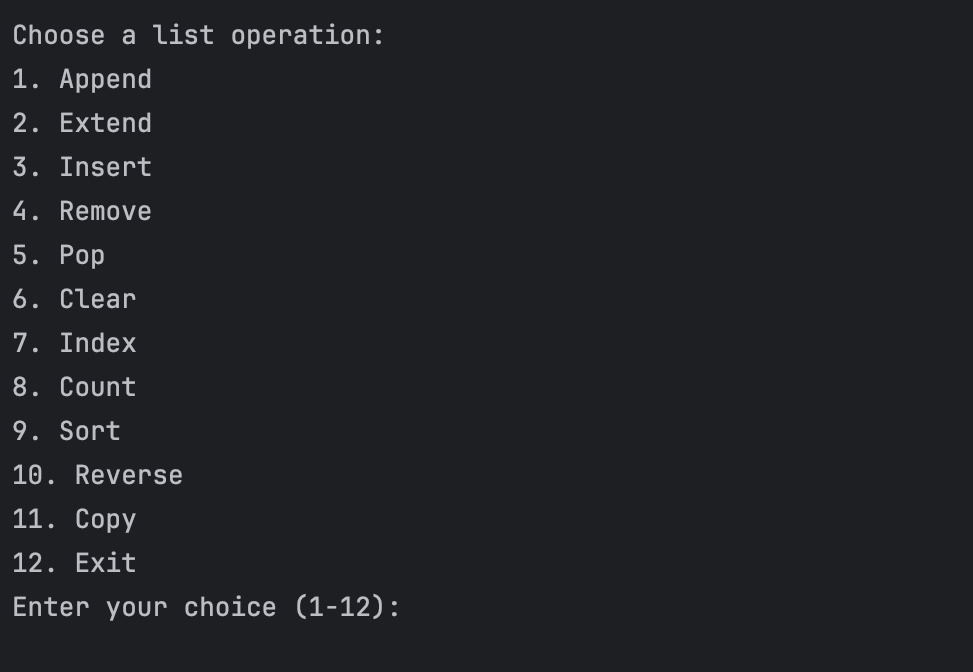 Choose a list operation:
1. Append
2. Extend
3. Insert
4. Remove
5. Pop
6. Clear
7. Index
8. Count
9. Sort
10. Reverse
11. Copy
12. Exit
Enter your choice (1-12):